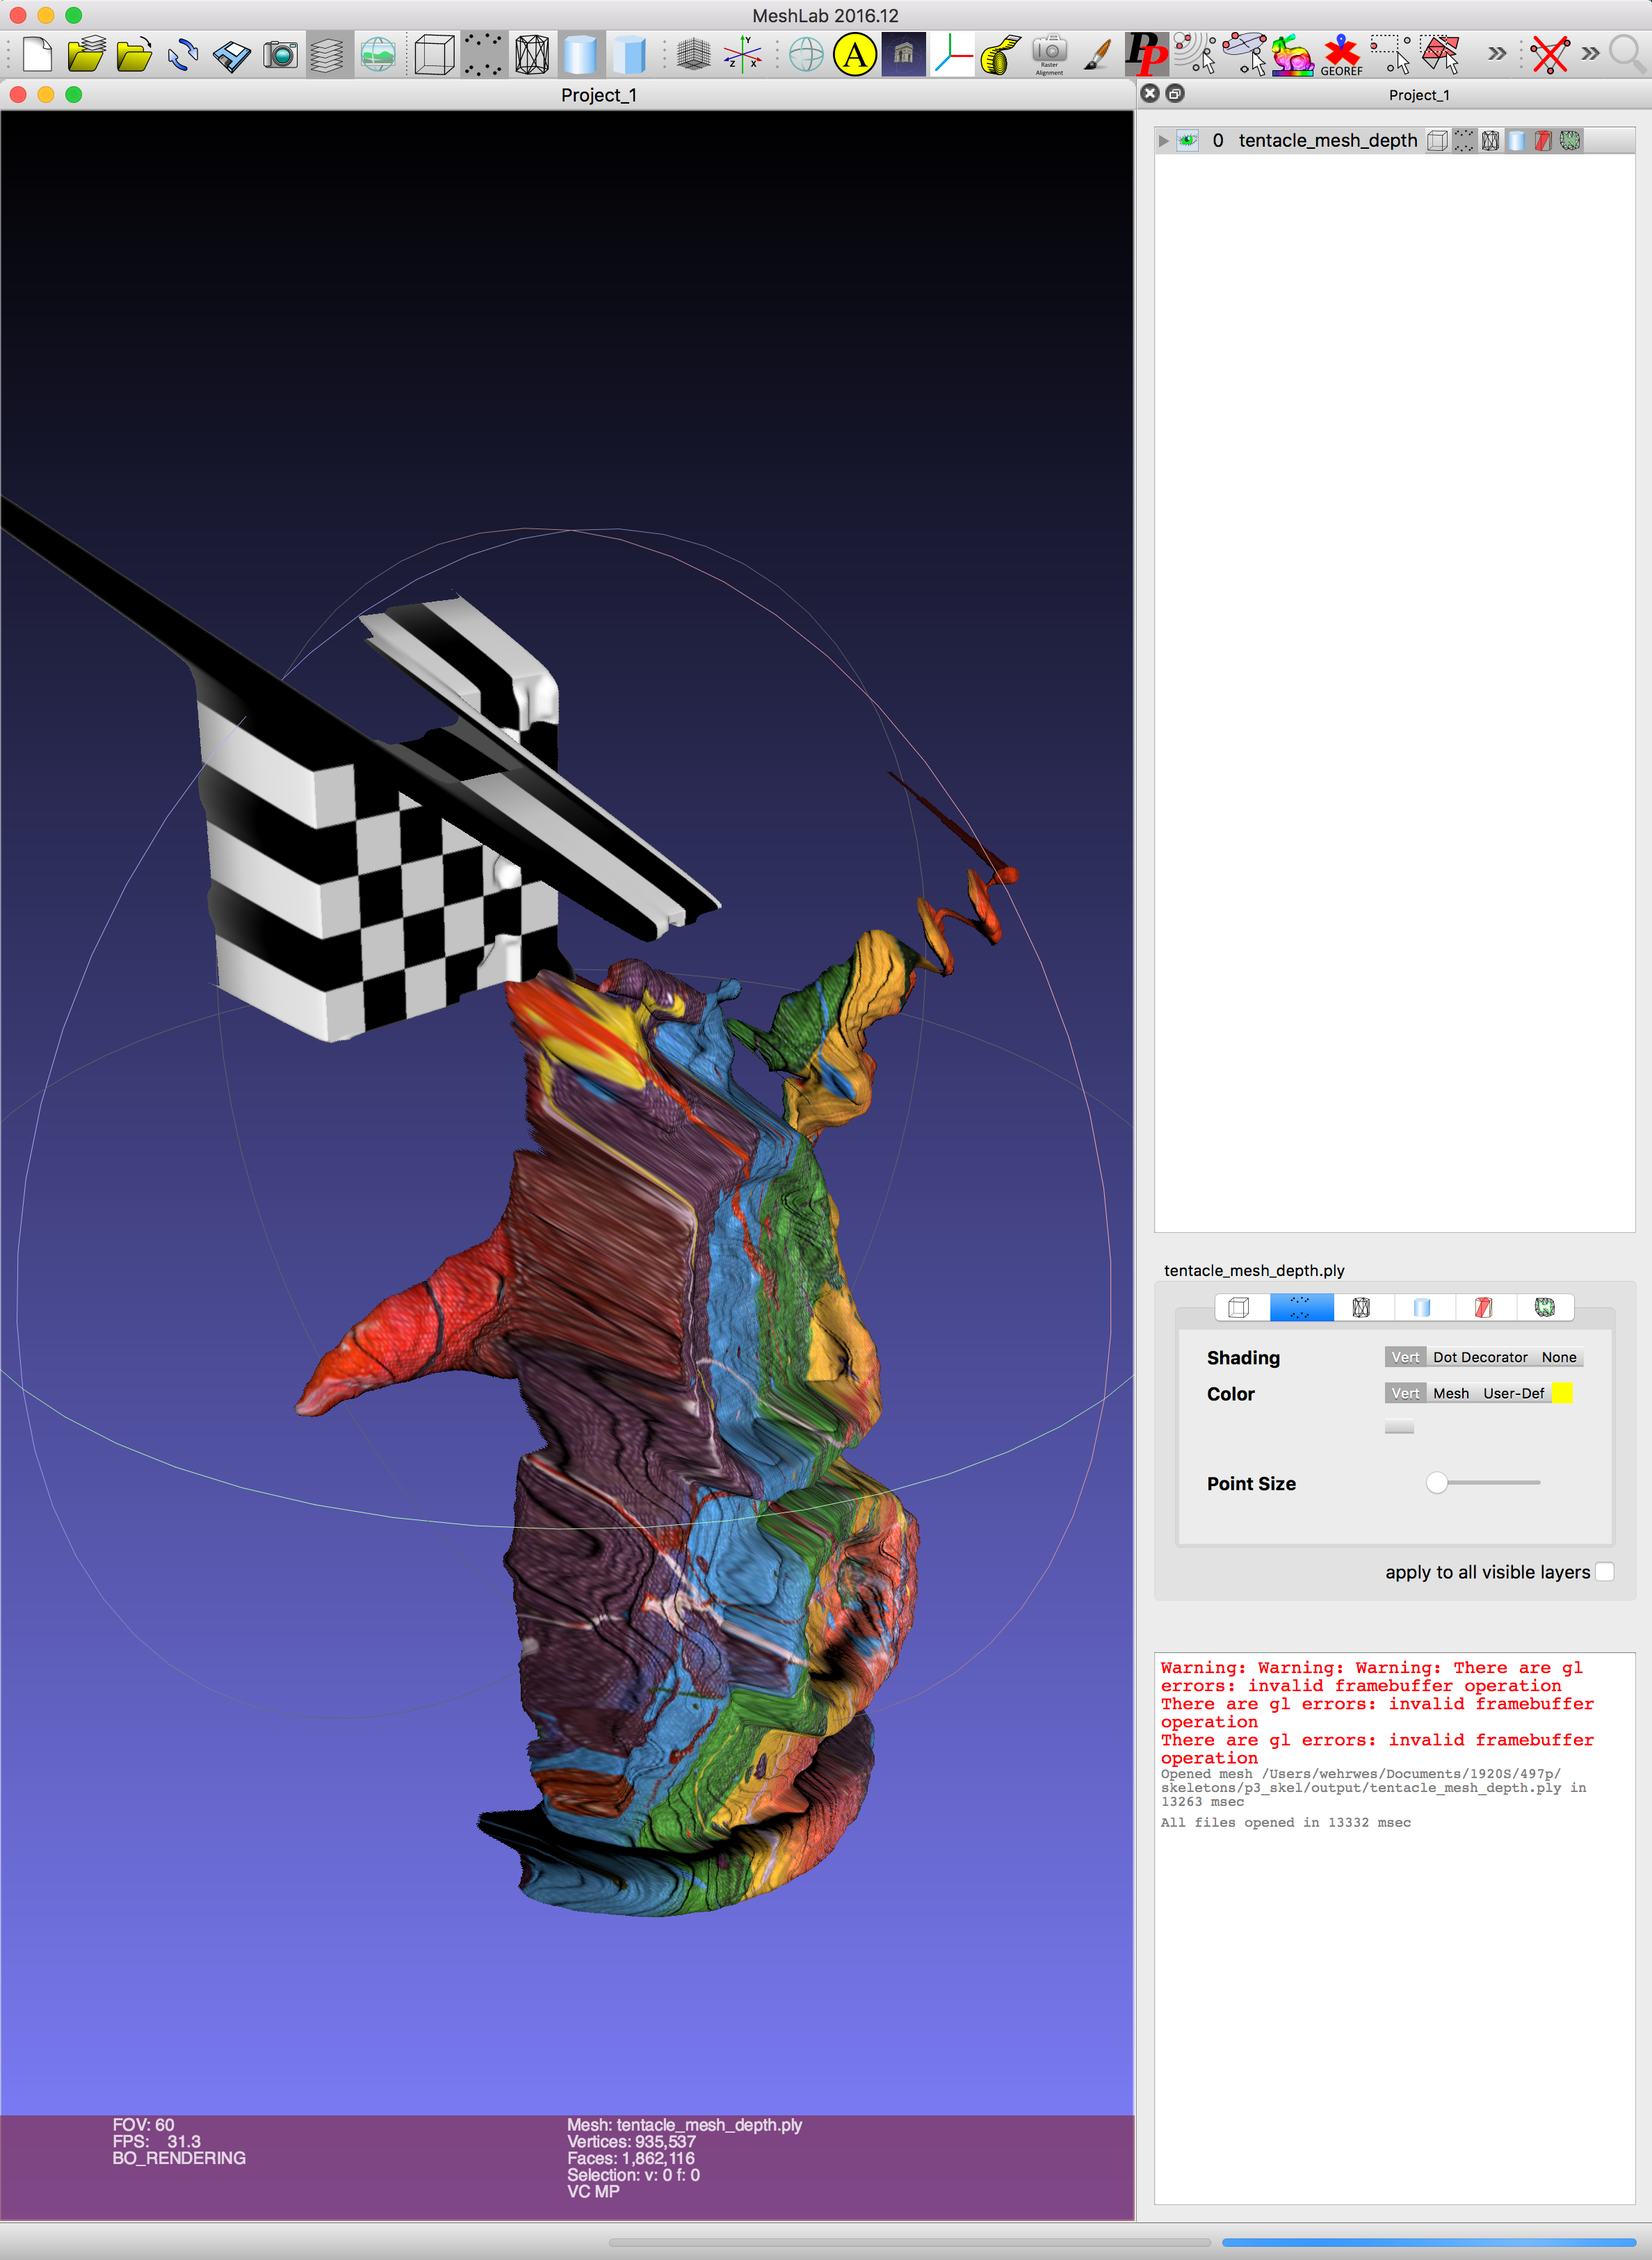 MeshLab 2016.12
A
Y
Z
X
Raster
Alignment
PP
GEOREF
Project_1
Project_1
0 tentacle_mesh_depth
tentacle_mesh_depth.ply
Shading Vert Dot Decorator None
Color Vert Mesh User-Def
Point Size
apply to all visible layers
Warning: Warning: Warning: There are gl
errors: invalid framebuffer operation
There are gl errors: invalid framebuffer
operation
There are gl errors: invalid framebuffer
operation
Opened mesh /Users/wehrwes/Documents/1920S/497p/
skeletons/p3_skel/output/tentacle_mesh_depth.ply in
13263 msec
All files opened in 13332 msec
FOV: 60
FPS: 31.3
BO_RENDERING
Mesh: tentacle_mesh_depth.ply
Vertices: 935,537
Faces: 1,862,116
Selection: v: 0 f: 0
VC MP